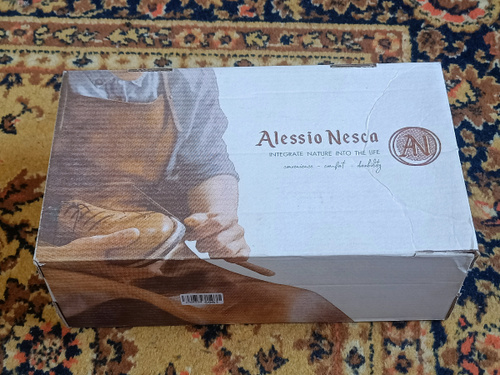 Alessio Nesca
INTEGRATE NATURE INTO THE LIFE
convenience - comfort - durability
AN